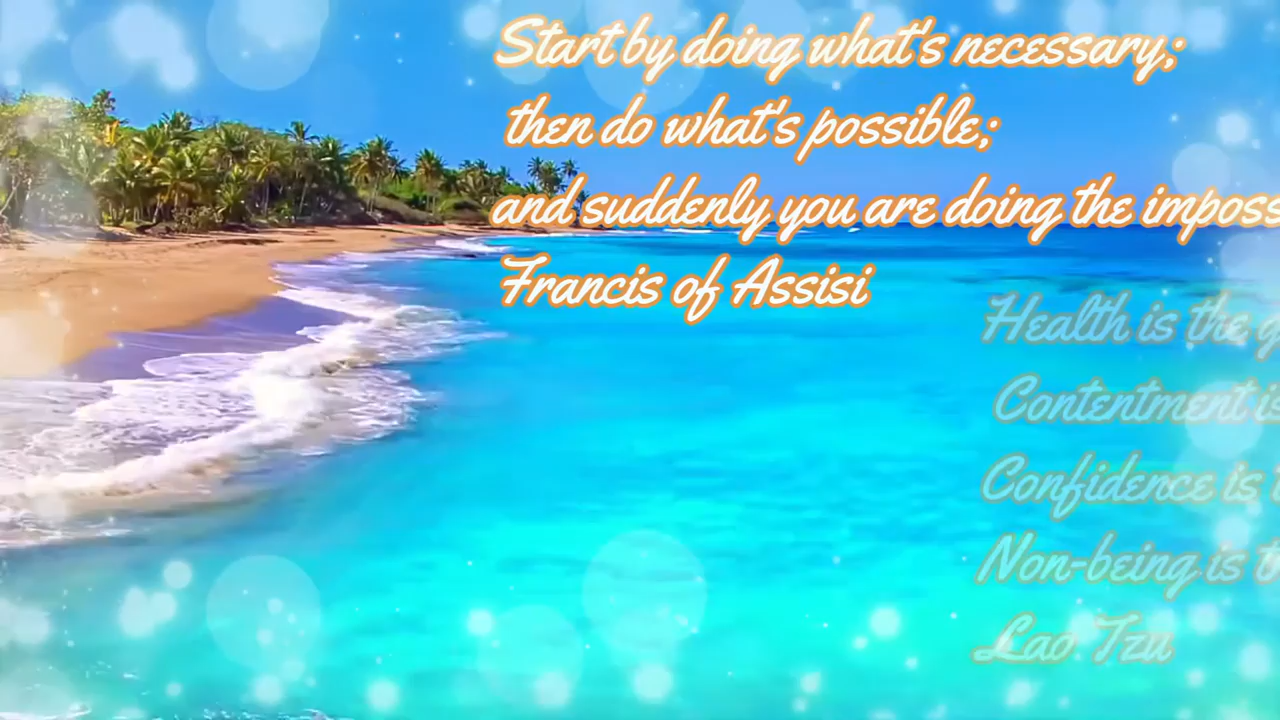 Start by doing what's necessary;
then do what's possible;
and suddenly you are doing the
Francis of Assisi
Health is the
Contentment is
Confidence is
Non-being is
Lao Tzu